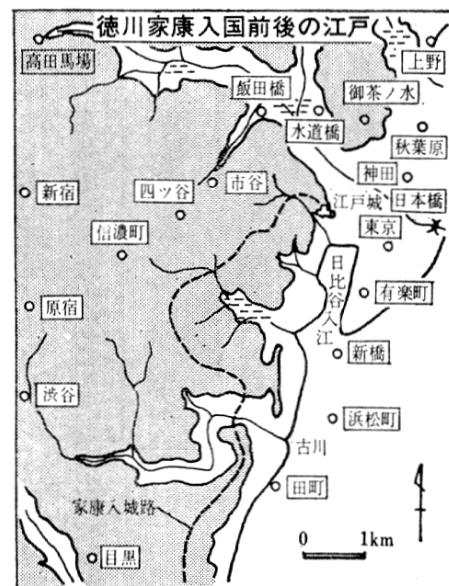 徳川家康入国前後の江戸
高田馬場
上野
飯田橋
御茶ノ水
水道橋
秋葉原
神田
市谷
四ツ谷
新宿
江戸城
日本橋
東京
信濃町
日比谷入江
有楽町
原宿
新橋
渋谷
浜松町
古川
田町
家康入城路
目黒
0 1km